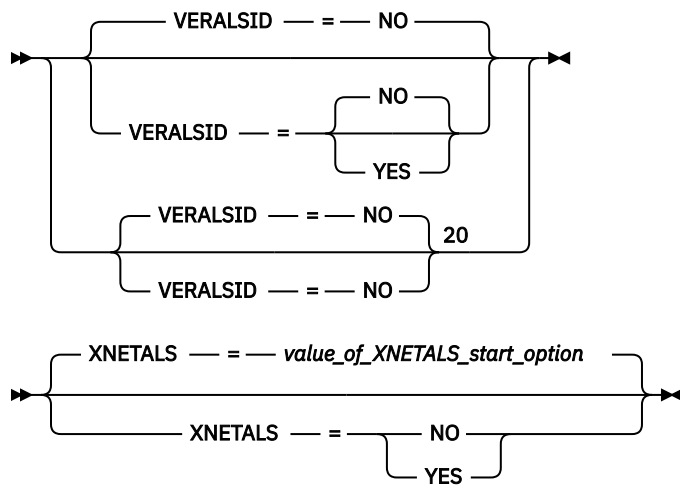 VERALSID = NO
NO
VERALSID =
YES
VERALSID = NO
20
VERALSID = NO
XNETALS = value_of_XNETALS_start_option
XNETALS = NO
YES